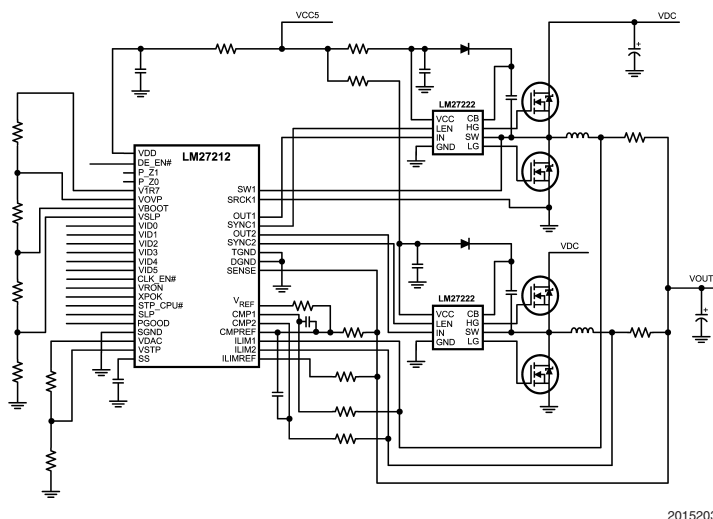 VCC5
VDC
LM27222
VCC CB
LEN HG
IN SW
GND LG
LM27212
VDD
DE_EN#
P_Z1
P_Z0
V1R7
VOVP
VBOOT
VSLP
VID0
VID1
VID2
VID3
VID4
VID5
CLK_EN#
VRON
XPOK
STP_CPU#
SLP
PGOOD
SGND
VDAC
VSTP
SS
SW1
SRCK1
OUT1
SYNC1
OUT2
SYNC2
TGND
DGND
SENSE
VREF
CMP1
CMP2
CMPREF
ILIM1
ILIM2
ILIMREF
VDC
LM27222
VCC CB
LEN HG
IN SW
GND LG
VOUT